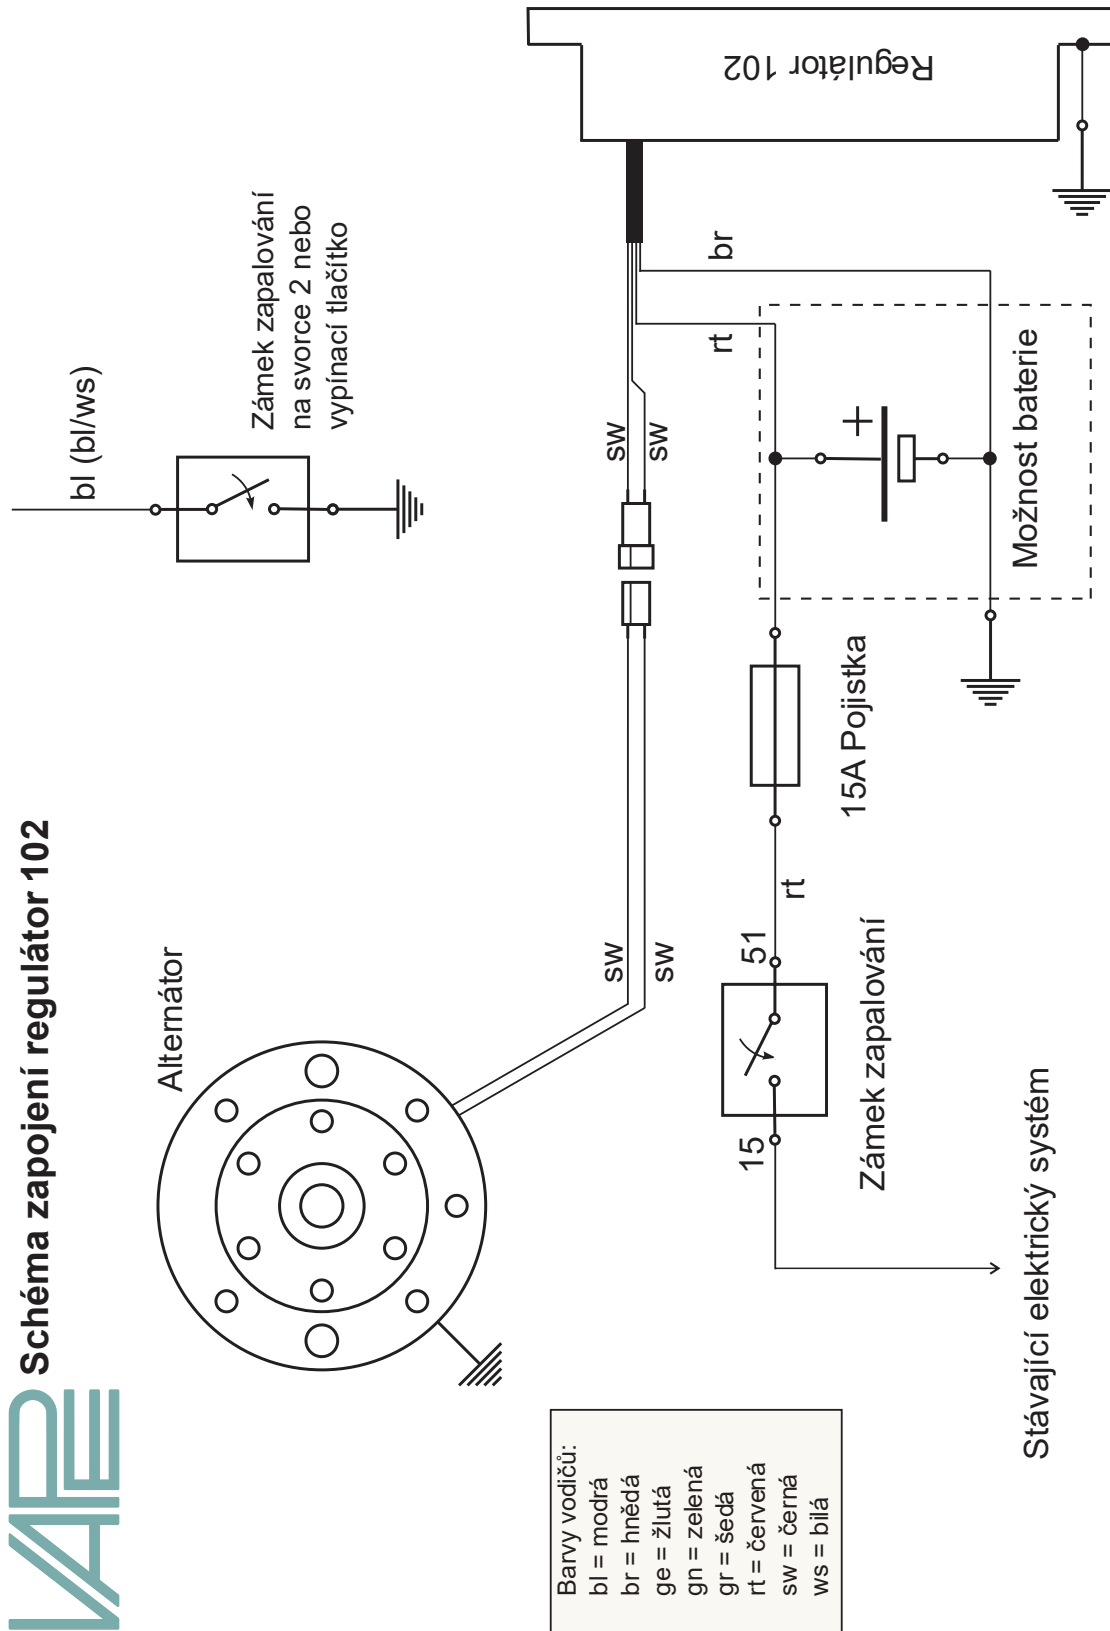 VAPE
Schéma zapojení regulátor 102
Alternátor
bl (bl/ws)
Zámek zapalování
na svorce 2 nebo
vypínací tlačítko
Regulátor 102
sw
sw
sw
sw
rt
br
Možnost baterie
+
15A Pojistka
rt
51
15
Zámek zapalování
Stávající elektrický systém
Barvy vodičů:
bl = modrá
br = hnědá
ge = žlutá
gn = zelená
gr = šedá
rt = červená
sw = černá
ws = bílá